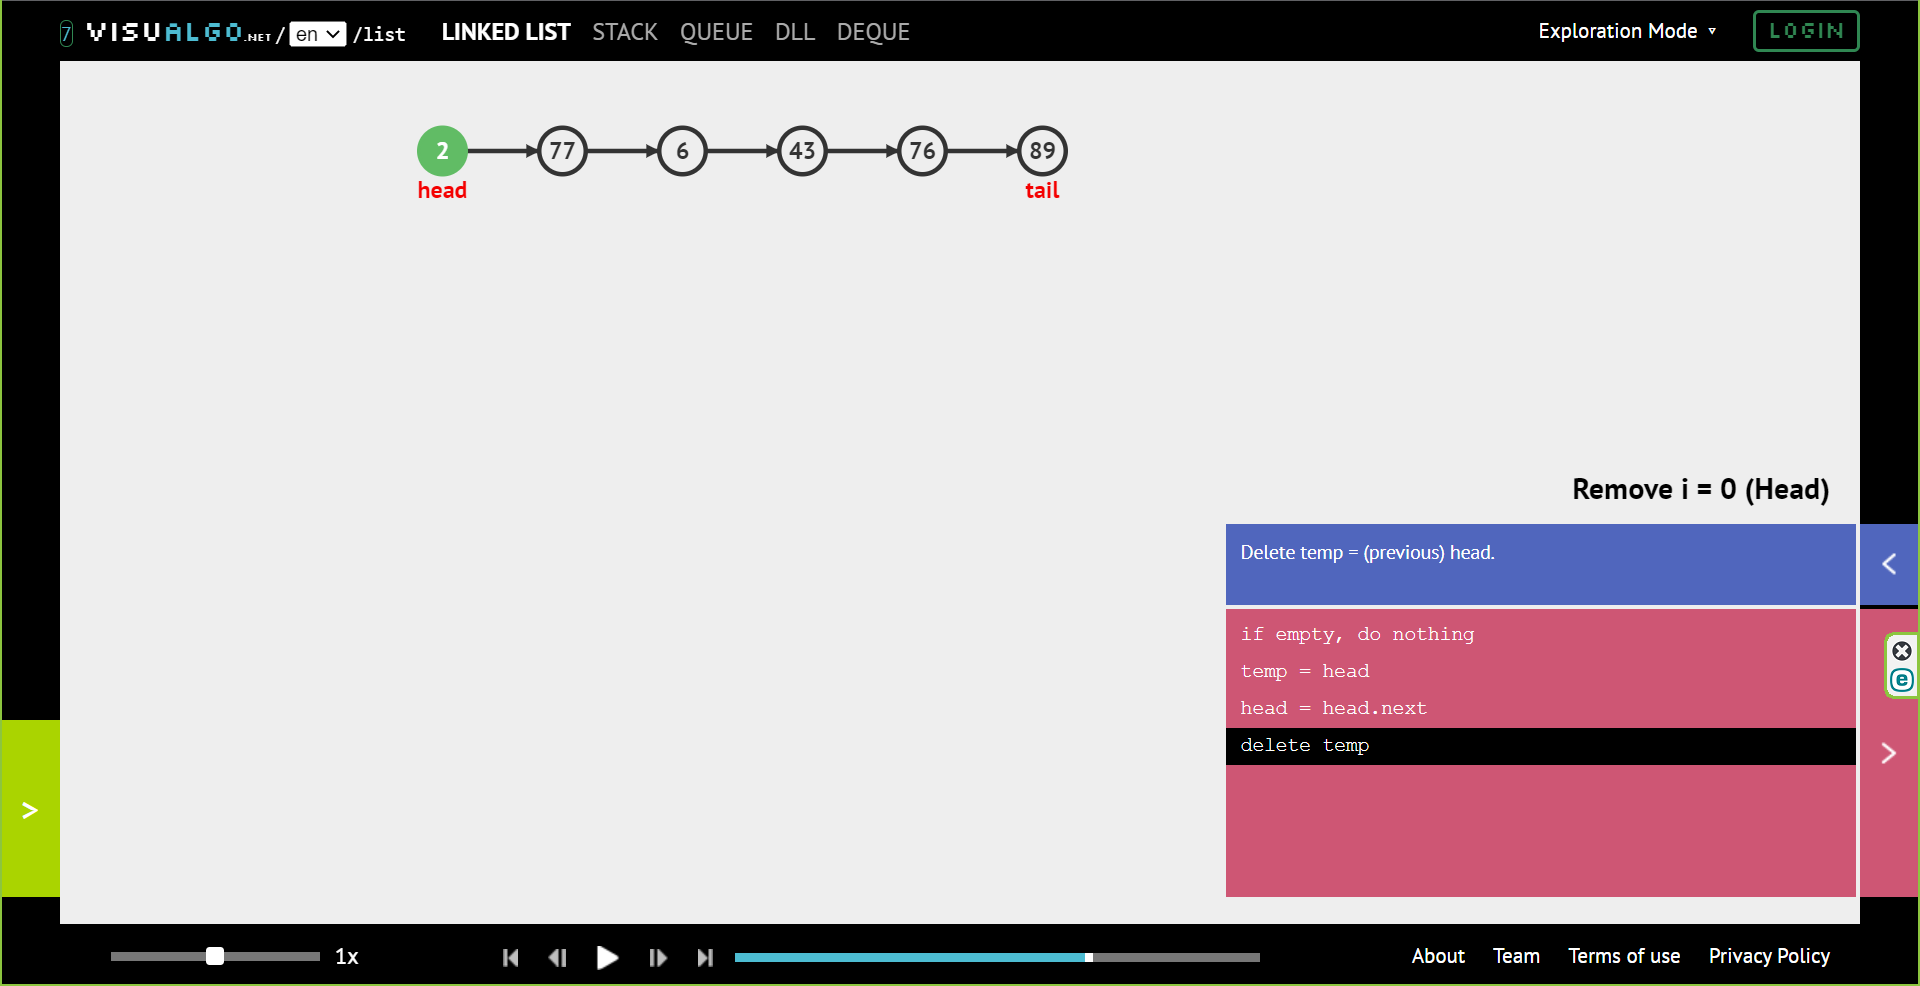 7 VISUALGO.NET / en /list LINKED LIST STACK QUEUE DLL DEQUE Exploration Mode ▾ LOGIN
2 77 6 43 76 89
head tail
Remove i = 0 (Head)
Delete temp = (previous) head.
if empty, do nothing
temp = head
head = head.next
delete temp
1x About Team Terms of use Privacy Policy